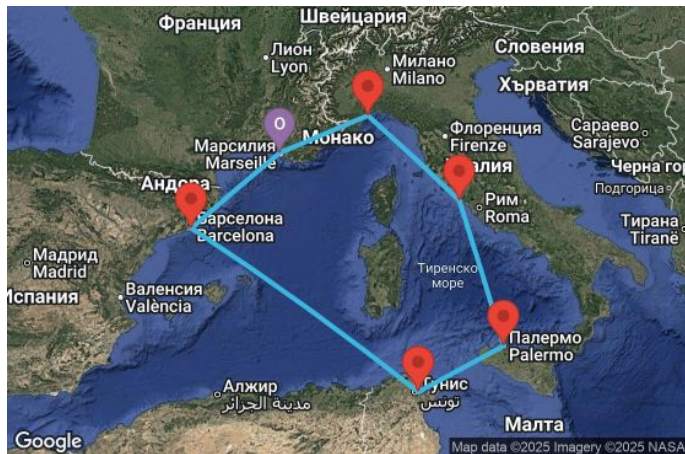 Швейцария
Франция
Лион
Lyon
Милано
Milano
Словения
Хърватия
O
Марсилия
Marseille
Монако
Флоренция
Firenze
Сараево
Sarajevo
Черна гор
Подгорица
Андора
Барселона
Barcelona
Рим
Roma
Тирана
Tiranë
Мадрид
Madrid
Испания
Валенсия
València
Тиренско
море
Палермо
Palermo
Тунис
تونس
Алжир
مدينة الجزائر
Малта
Google
Map data ©2025 Imagery ©2025 NASA